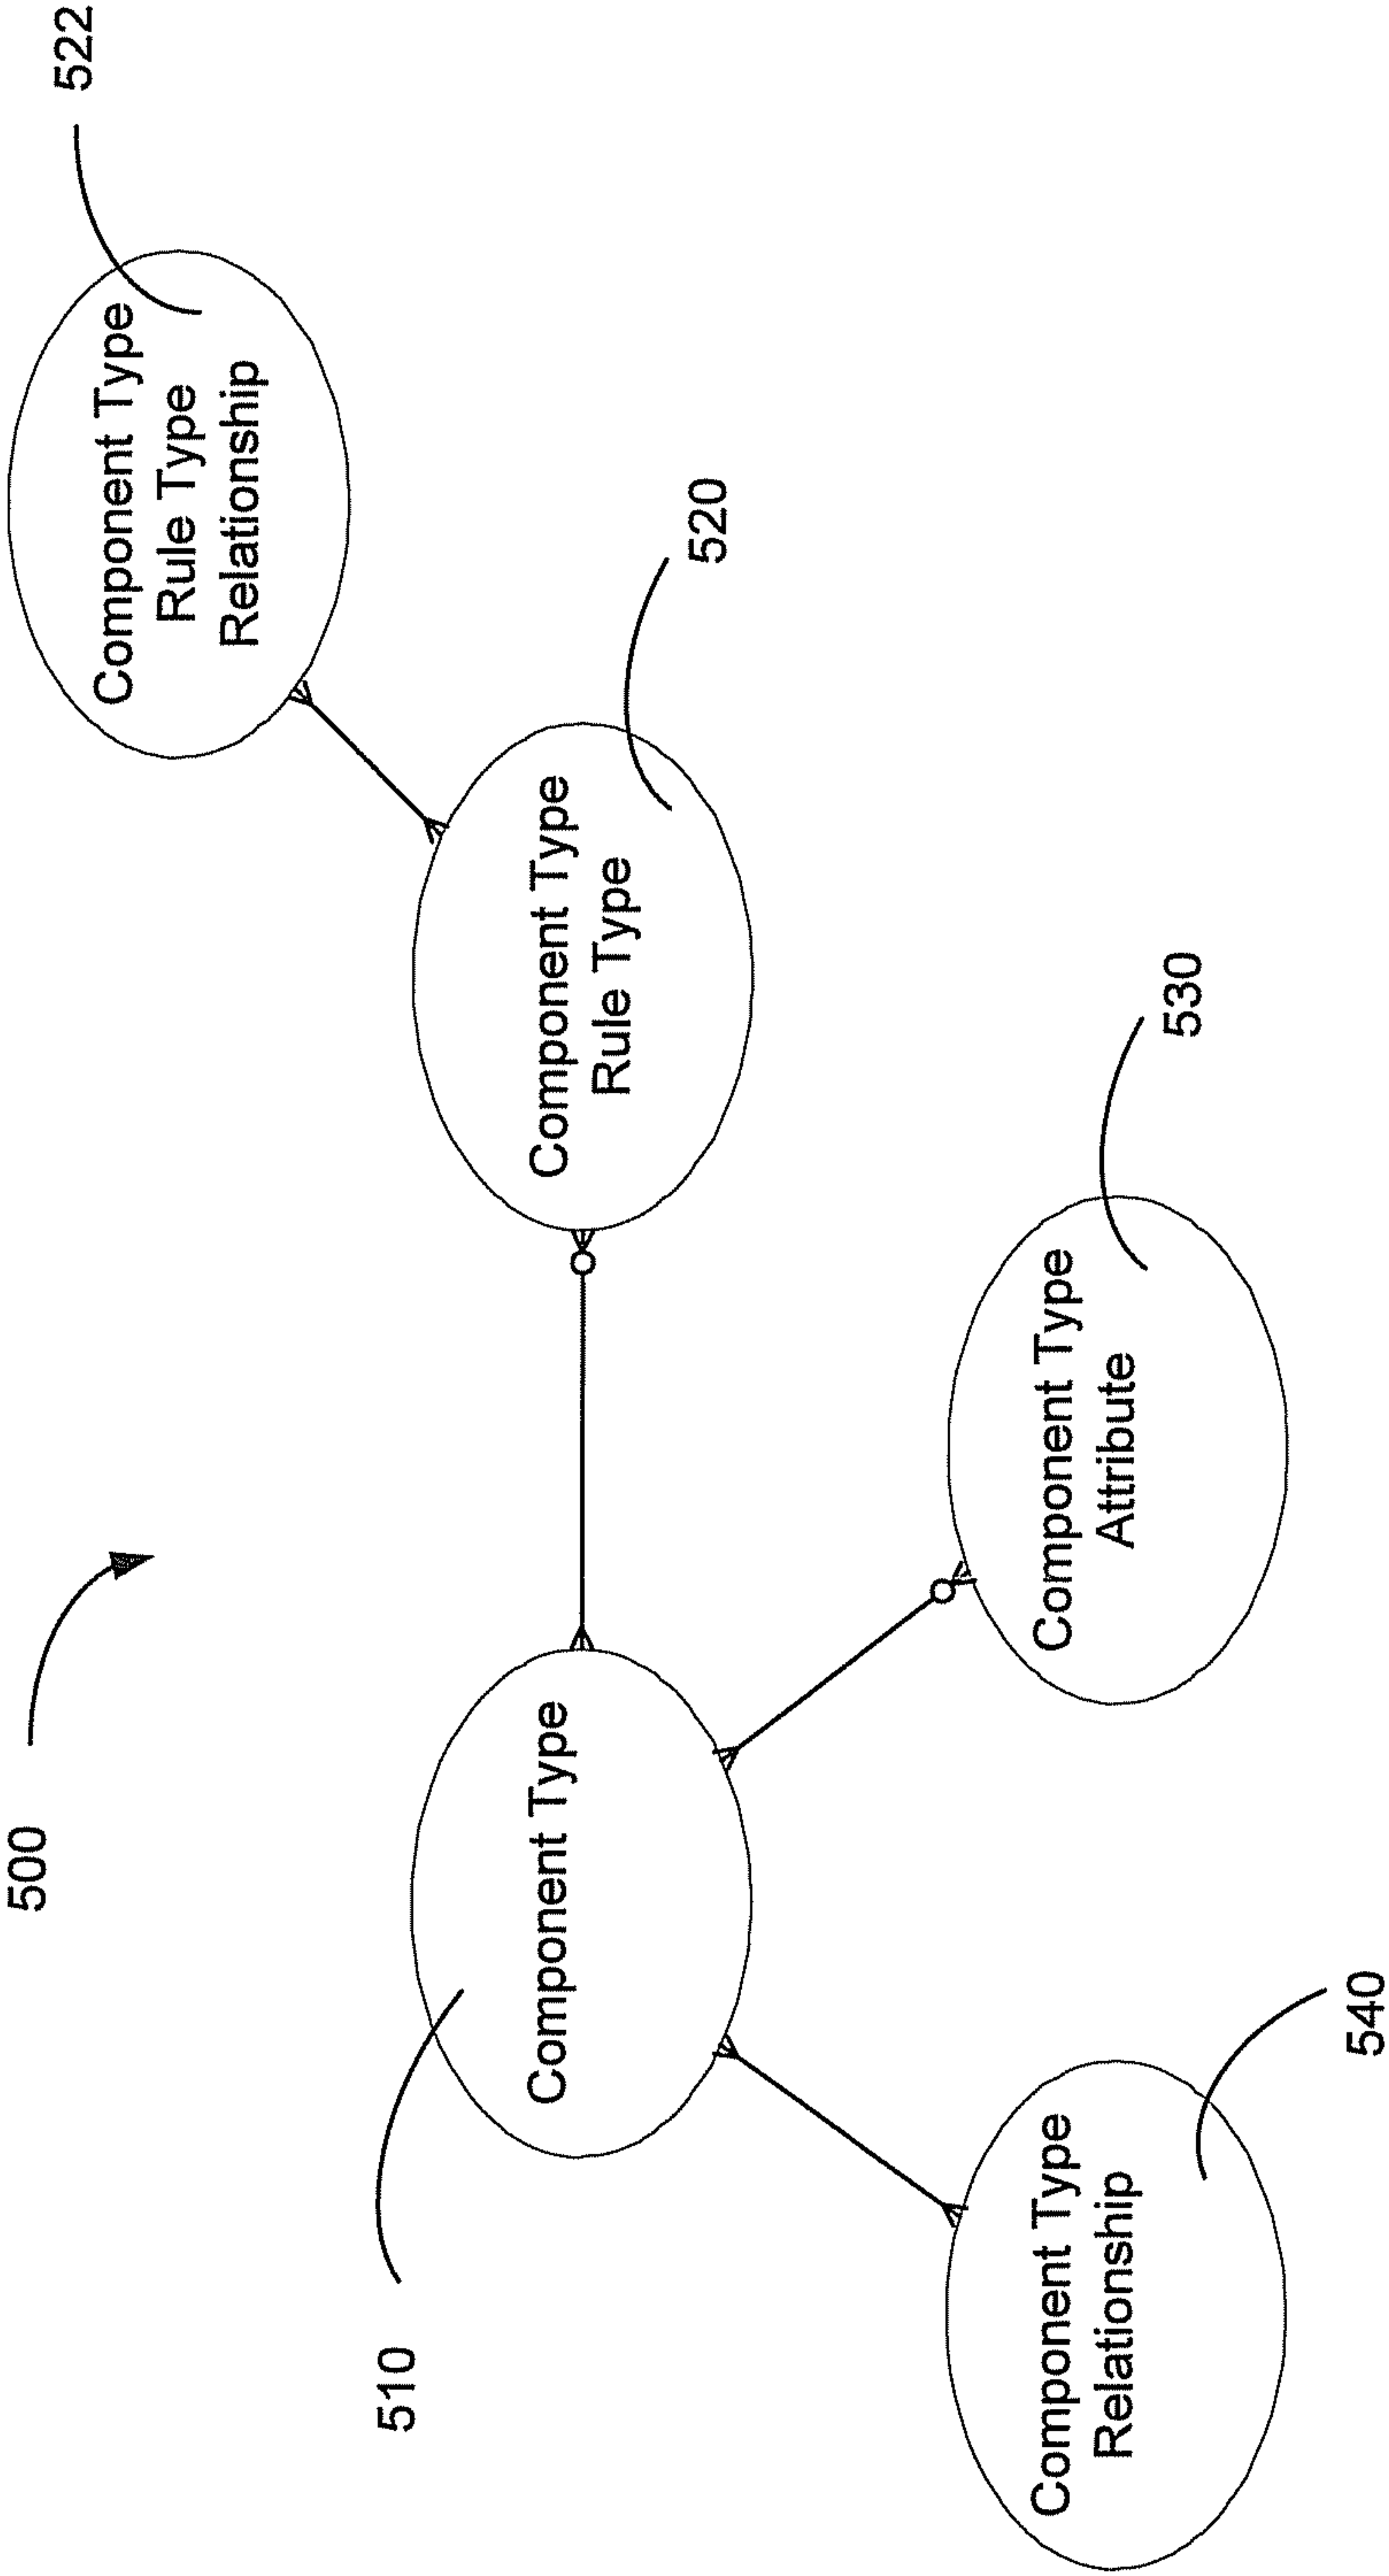 500
522
Component Type
Rule Type
Relationship
510
Component Type
Component Type
Rule Type
520
Component Type
Relationship
540
Component Type
Attribute
530